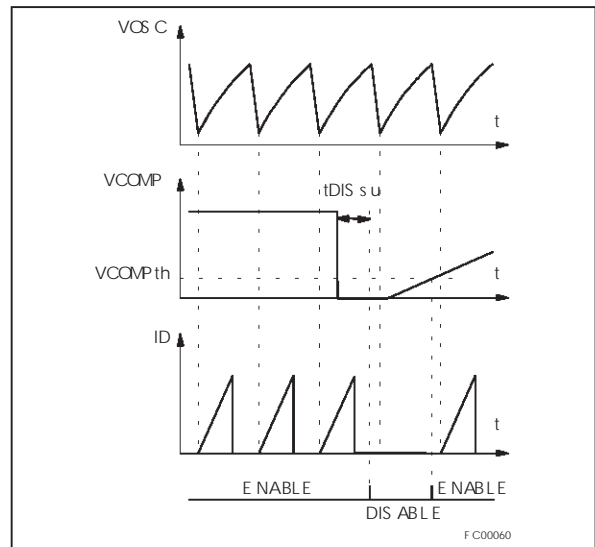 VOSC
t
VCOMP
tDISsu
VCOMPth
t
ID
t
ENABLE
ENABLE
DISABLE
FC00060